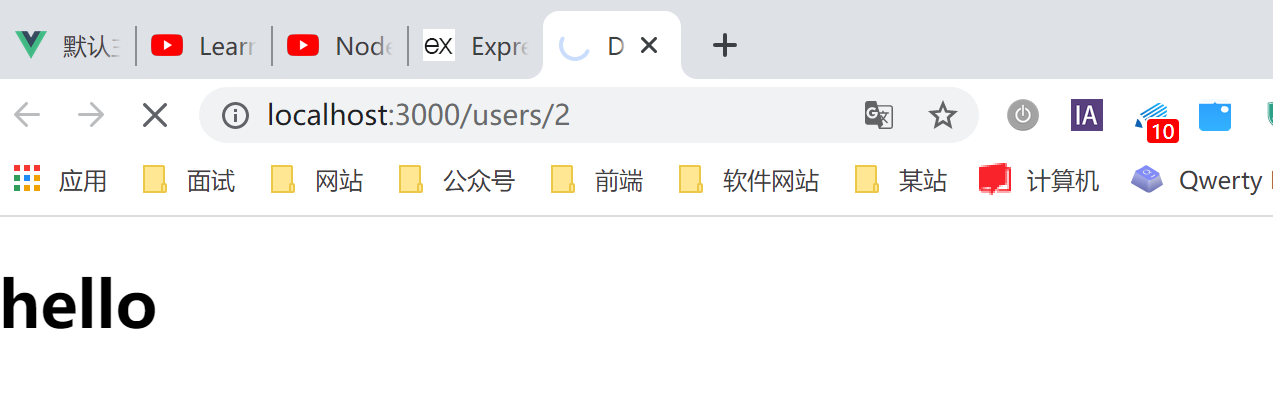 默认 Learn Node Expre D
localhost:3000/users/2
IA 10
应用 面试 网站 公众号 前端 软件网站 某站 计算机 Qwerty
hello